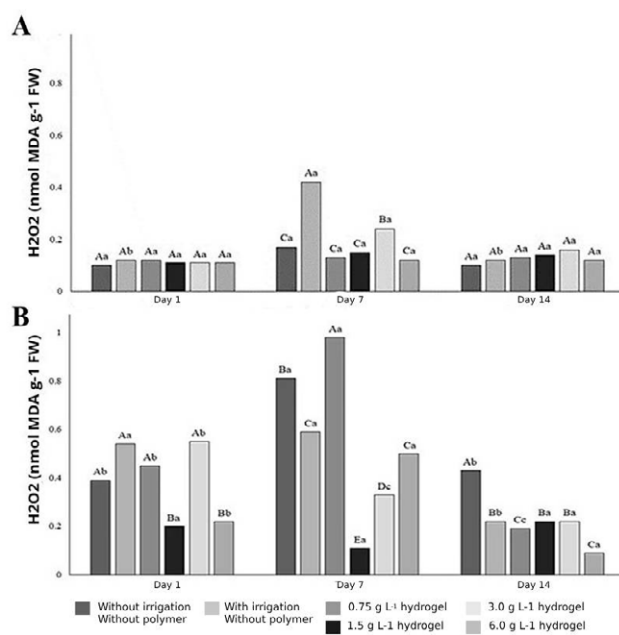 A
H2O2 (nmol MDA g-1 FW)
0.8
0.6
0.4
0.2
0
Aa Ab Aa Aa Aa Aa
Ca Aa Ca Ca Ba Ca
Aa Ab Aa Aa Aa Aa
Day 1 Day 7 Day 14
B
H2O2 (nmol MDA g-1 FW)
1
0.8
0.6
0.4
0.2
0
Ab Aa Ab Ba Ab Bb
Ba Ca Aa Ea Dc Ca
Ab Bb Cc Ba Ba Ca
Day 1 Day 7 Day 14
Without irrigation With irrigation 0.75 g L-1 hydrogel 3.0 g L-1 hydrogel
Without polymer Without polymer 1.5 g L-1 hydrogel 6.0 g L-1 hydrogel